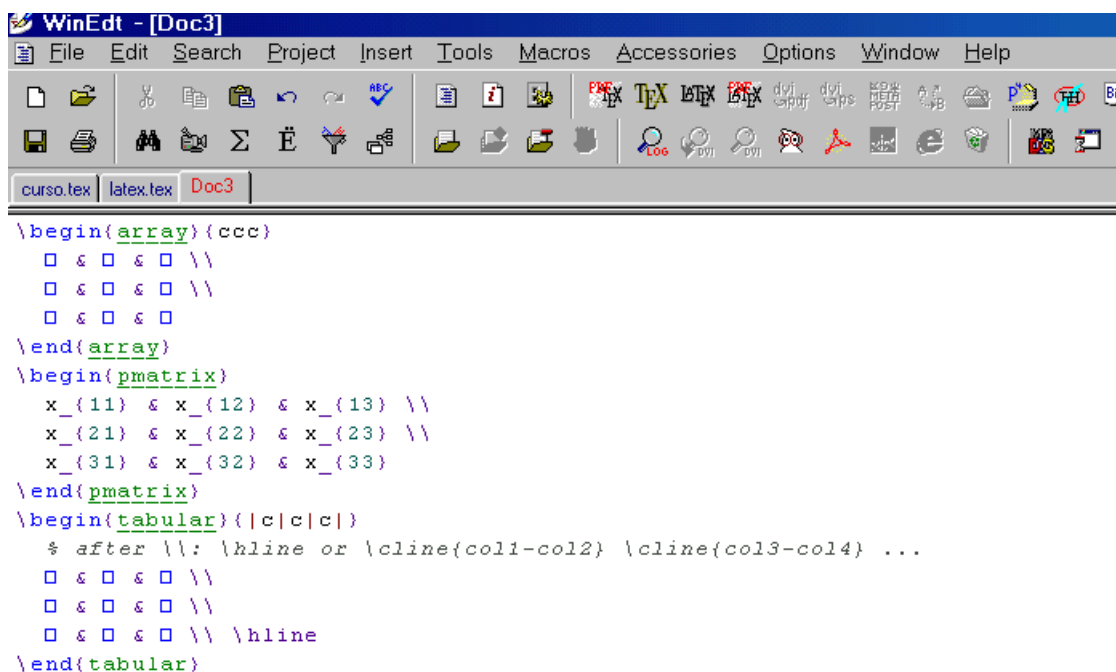 WinEdt - [Doc3]
File Edit Search Project Insert Tools Macros Accessories Options Window Help
curso.tex latex.tex Doc3
\begin{array}{ccc}
□ & □ & □ \\
□ & □ & □ \\
□ & □ & □
\end{array}
\begin{pmatrix}
x_{11} & x_{12} & x_{13} \\
x_{21} & x_{22} & x_{23} \\
x_{31} & x_{32} & x_{33}
\end{pmatrix}
\begin{tabular}{|c|c|c|}
% after \\: \hline or \cline{col1-col2} \cline{col3-col4} ...
□ & □ & □ \\
□ & □ & □ \\
□ & □ & □ \\ \hline
\end{tabular}